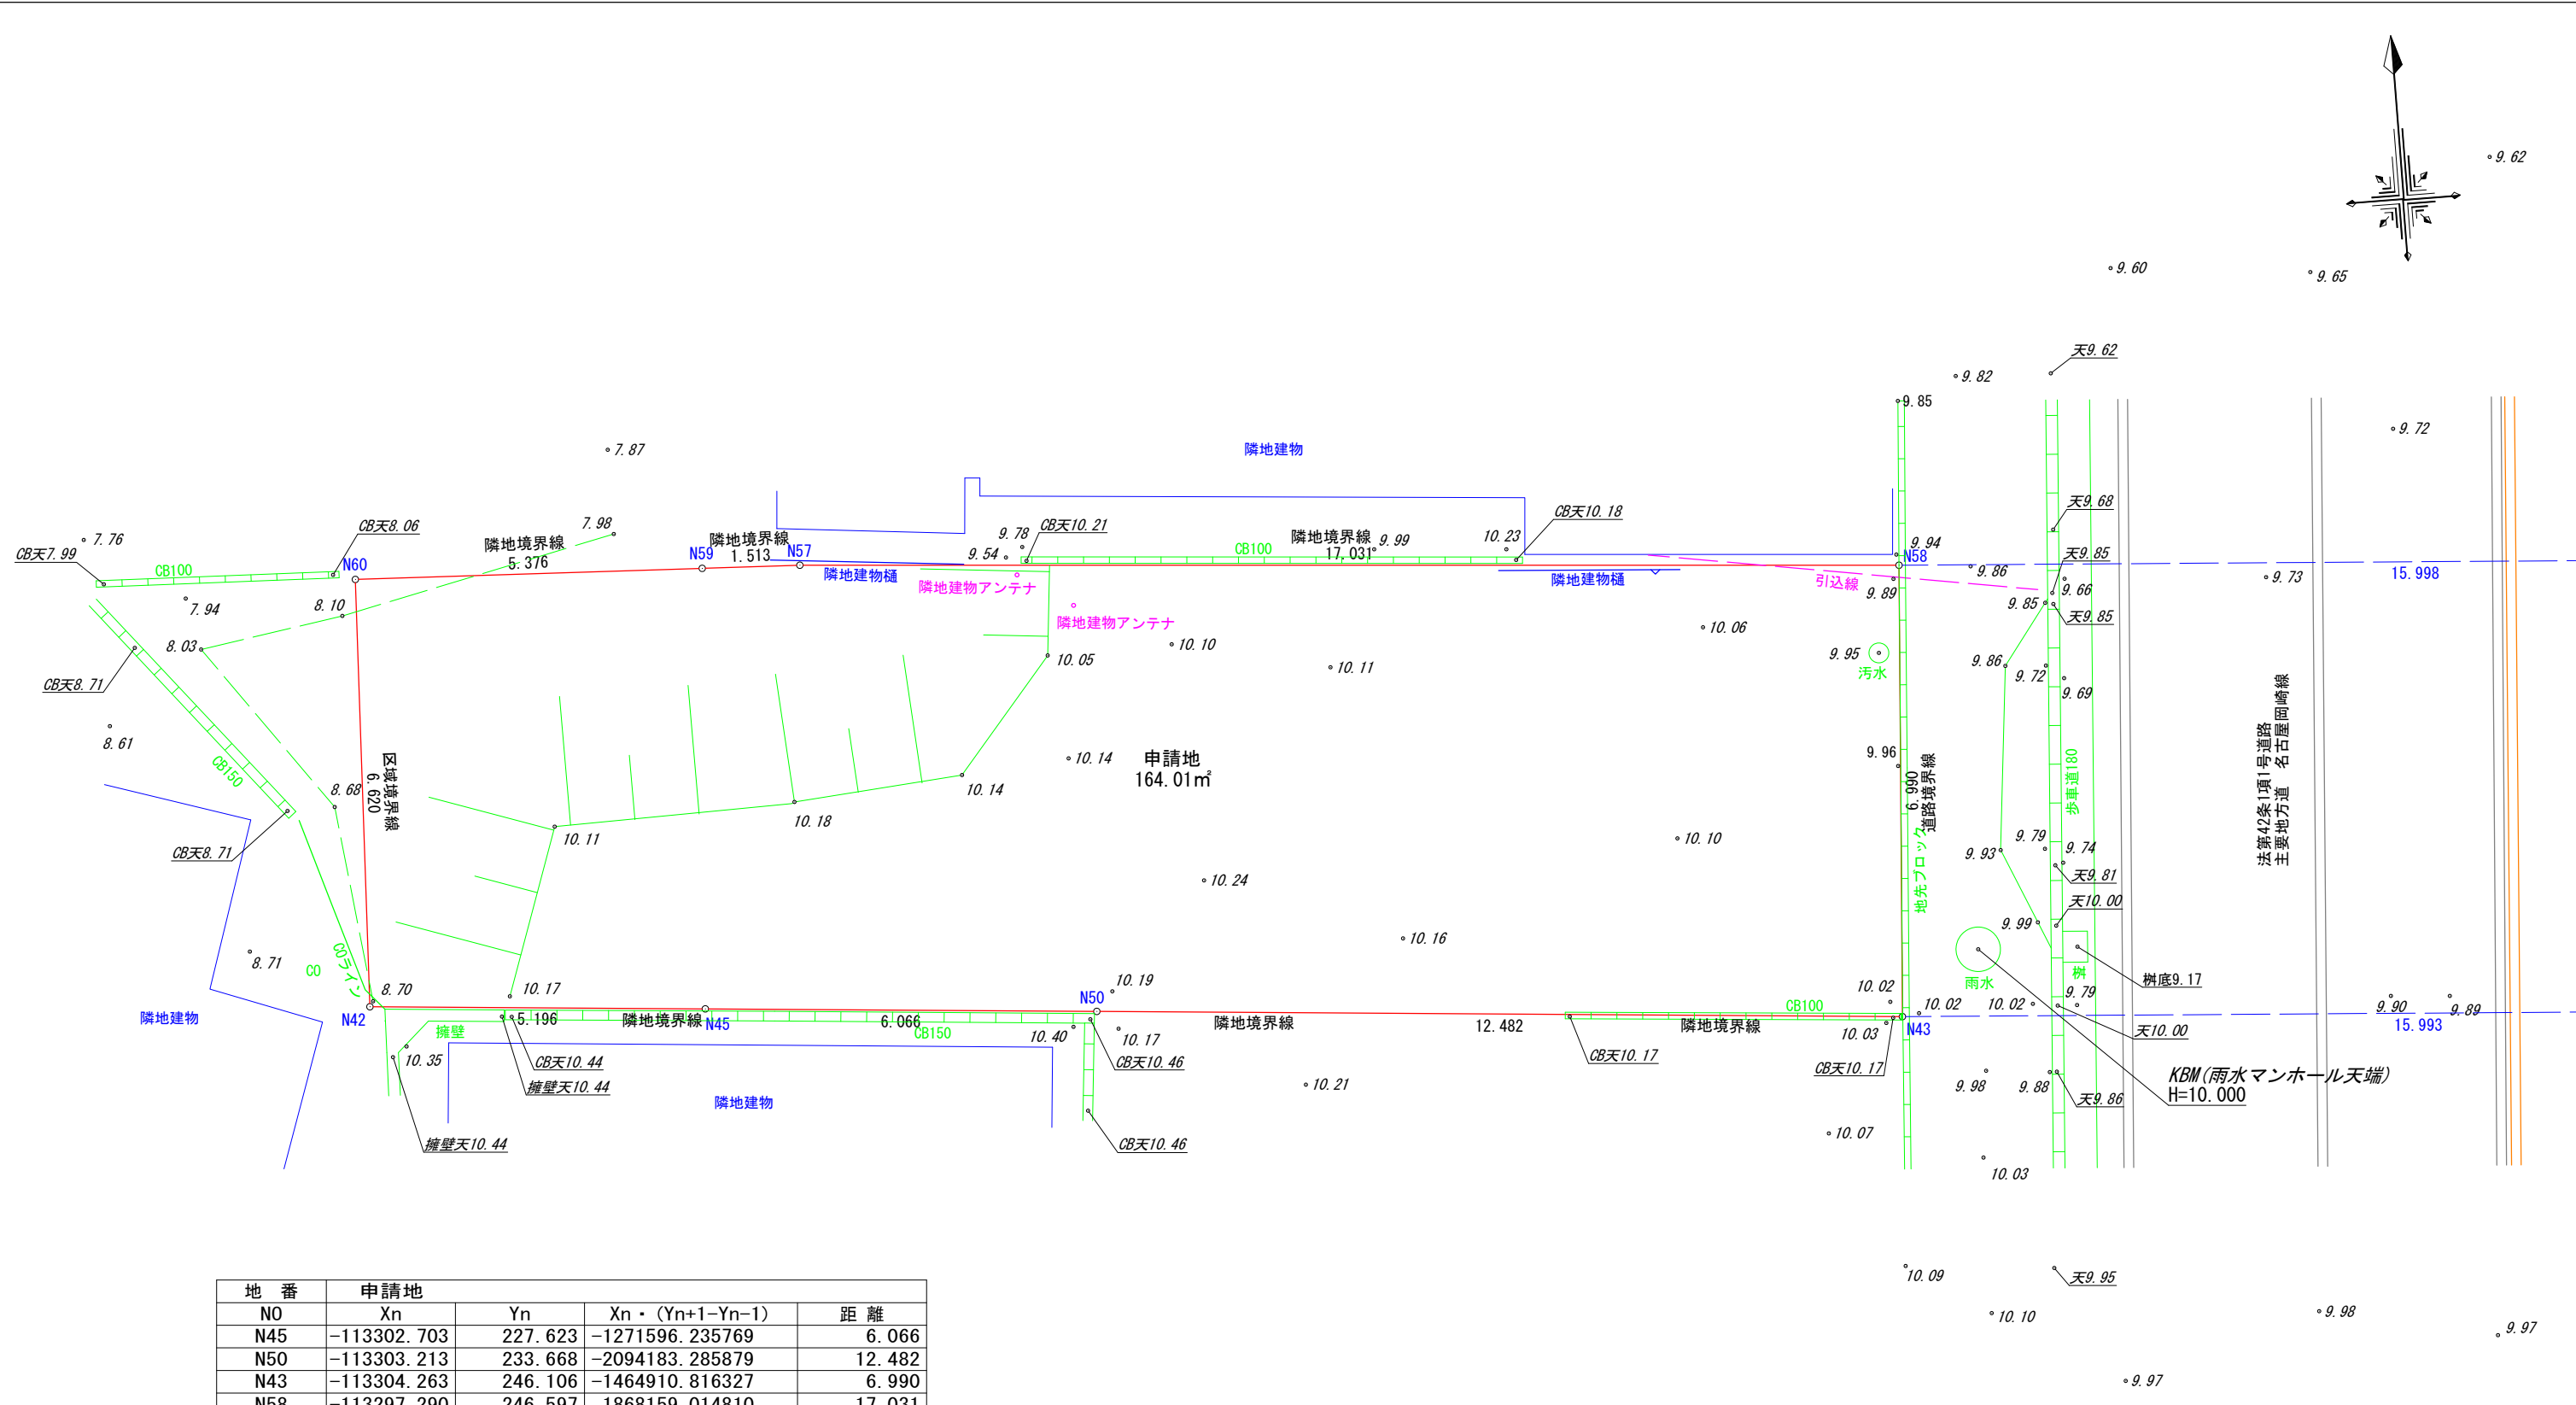 9.62
9.60
9.65
天9.62
9.82
9.85
9.72
7.87
隣地建物
天9.68
7.76
CB天7.99
CB100
CB天8.06
隣地境界線
5.376
7.98
隣地境界線
1.513
N60
N59
N57
9.78
9.54
CB天10.21
CB100
隣地境界線
17.031
9.99
10.23
CB天10.18
9.94
N58
天9.85
9.86
9.73
15.998
隣地建物樋
隣地建物アンテナ
隣地建物樋
引込線
9.89
9.66
9.85
天9.85
7.94
8.10
8.03
隣地建物アンテナ
10.10
10.05
10.11
10.06
9.95
汚水
9.86
9.72
9.69
CB天8.71
8.61
CB150
8.68
区域境界線
6.620
10.14
申請地
164.01㎡
9.96
6.990
道路境界線
地先ブロック
歩車道180
法第42条1項1号道路
主要地方道 名古屋岡崎線
10.11
10.18
10.14
CB天8.71
10.10
9.79
9.74
9.93
天9.81
10.24
天10.00
9.99
10.16
8.71
CO
COライン
雨水
桝
桝底9.17
8.70
10.17
10.19
N50
CB100
10.02
10.02
10.02
9.79
9.90
9.89
隣地建物
N42
擁壁
5.196
隣地境界線
N45
6.066
CB150
10.40
10.17
隣地境界線
12.482
隣地境界線
10.03
N43
天10.00
15.993
10.35
CB天10.44
擁壁天10.44
CB天10.46
CB天10.17
CB天10.17
隣地建物
10.21
9.98
9.88
天9.86
KBM(雨水マンホール天端)
H=10.000
擁壁天10.44
CB天10.46
10.07
10.03
10.09
天9.95
10.10
9.98
9.97
9.97
地 番 申請地
NO Xn Yn Xn・(Yn+1-Yn-1) 距 離
N45 -113302.703 227.623 -1271596.235769 6.066
N50 -113303.213 233.668 -2094183.285879 12.482
N43 -113304.263 246.106 -1464910.816327 6.990
N58 -113297.290 246.597 1868159.014810 17.031